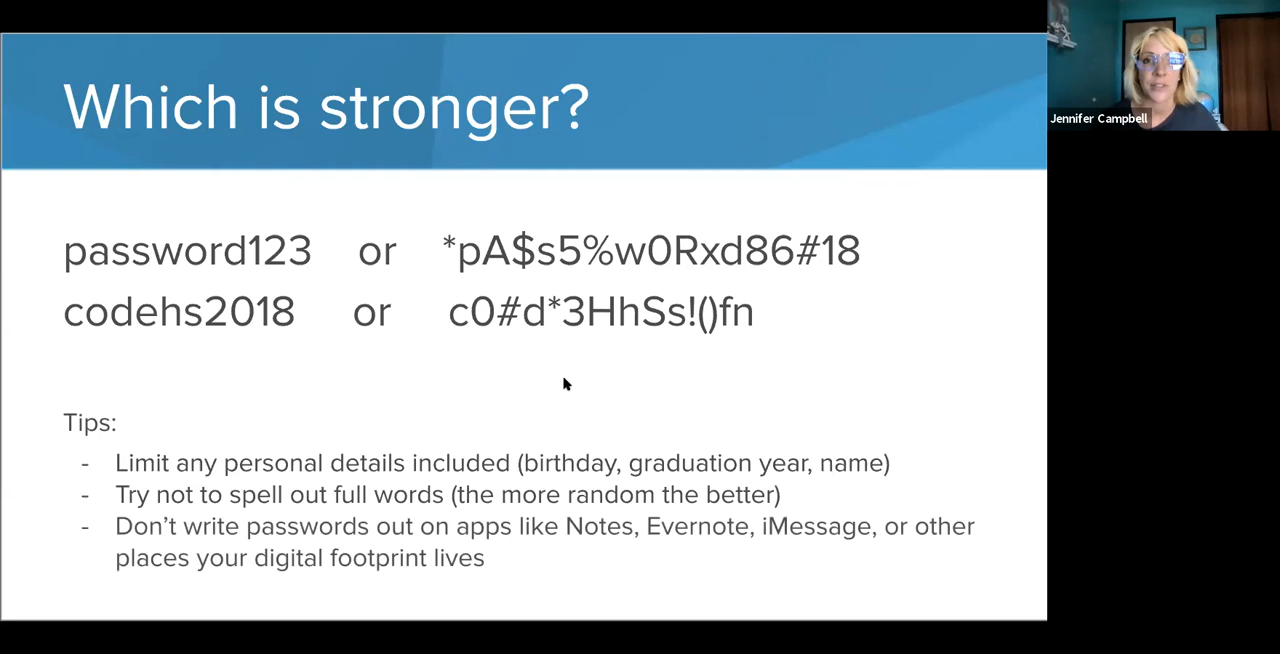 Which is stronger?
Jennifer Campbell
password123 or *pA$s5%w0Rxd86#18
codehs2018 or c0#d*3HhSs!()fn
Tips:
- Limit any personal details included (birthday, graduation year, name)
- Try not to spell out full words (the more random the better)
- Don’t write passwords out on apps like Notes, Evernote, iMessage, or other
places your digital footprint lives